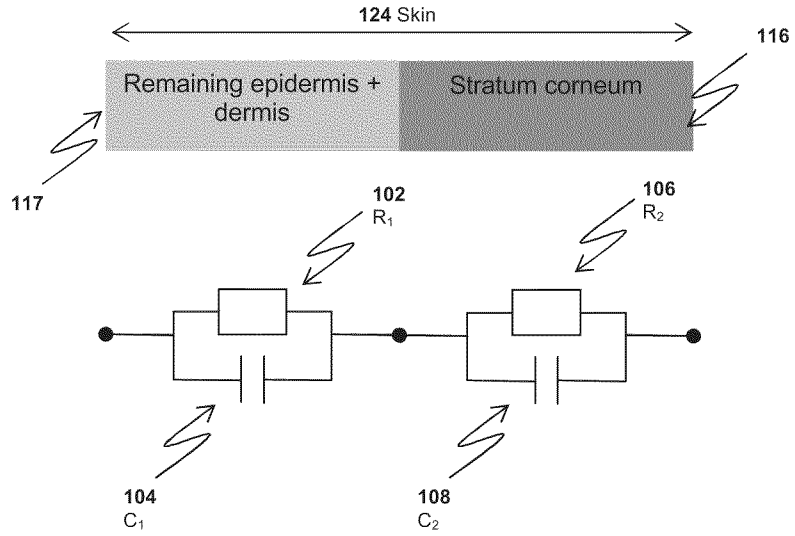 124 Skin
116
Remaining epidermis +
dermis
Stratum corneum
117
102
R₁
106
R₂
104
C₁
108
C₂